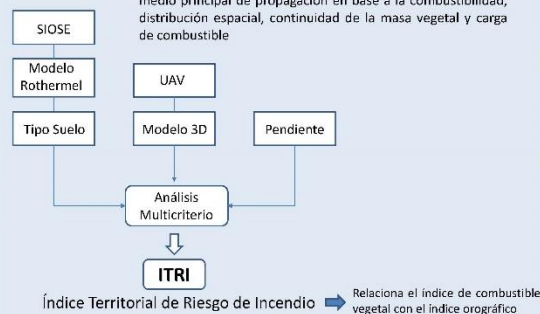 medio principal de propagación en base a la combustibilidad,
distribución espacial, continuidad de la masa vegetal y carga
de combustible
SIOSE
Modelo
Rothermel
UAV
Tipo Suelo
Modelo 3D
Pendiente
Análisis
Multicriterio
ITRI
Índice Territorial de Riesgo de Incendio
Relaciona el índice de combustible
vegetal con el índice orográfico